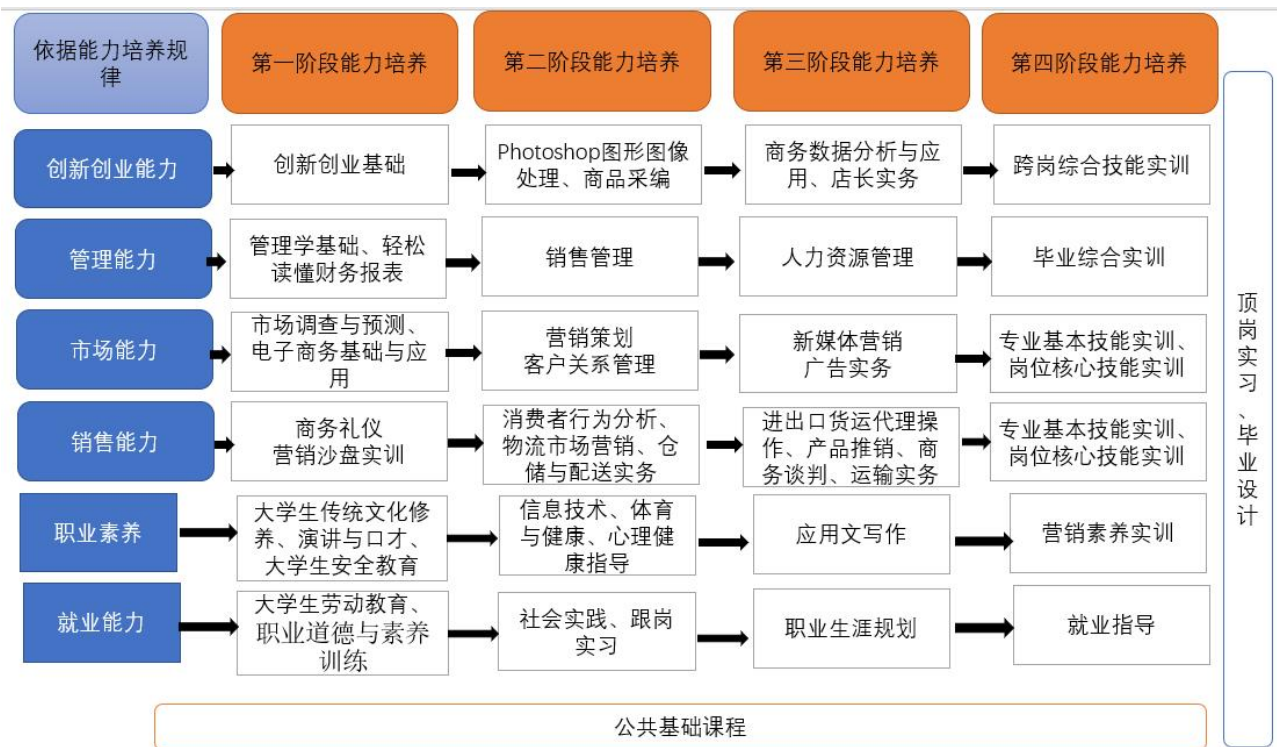 依据能力培养规
律
第一阶段能力培养
第二阶段能力培养
第三阶段能力培养
第四阶段能力培养
创新创业能力
创新创业基础
Photoshop图形图像
处理、商品采编
商务数据分析与应
用、店长实务
跨岗综合技能实训
管理能力
管理学基础、轻松
读懂财务报表
销售管理
人力资源管理
毕业综合实训
市场能力
市场调查与预测、
电子商务基础与应
用
营销策划
客户关系管理
新媒体营销
广告实务
专业基本技能实训、
岗位核心技能实训
销售能力
商务礼仪
营销沙盘实训
消费者行为分析、
物流市场营销、仓
储与配送实务
进出口货运代理操
作、产品推销、商
务谈判、运输实务
专业基本技能实训、
岗位核心技能实训
职业素养
大学生传统文化修
养、演讲与口才、
大学生安全教育
信息技术、体育
与健康、心理健
康指导
应用文写作
营销素养实训
就业能力
大学生劳动教育、
职业道德与素养
训练
社会实践、跟岗
实习
职业生涯规划
就业指导
顶岗实习、毕业设计
公共基础课程